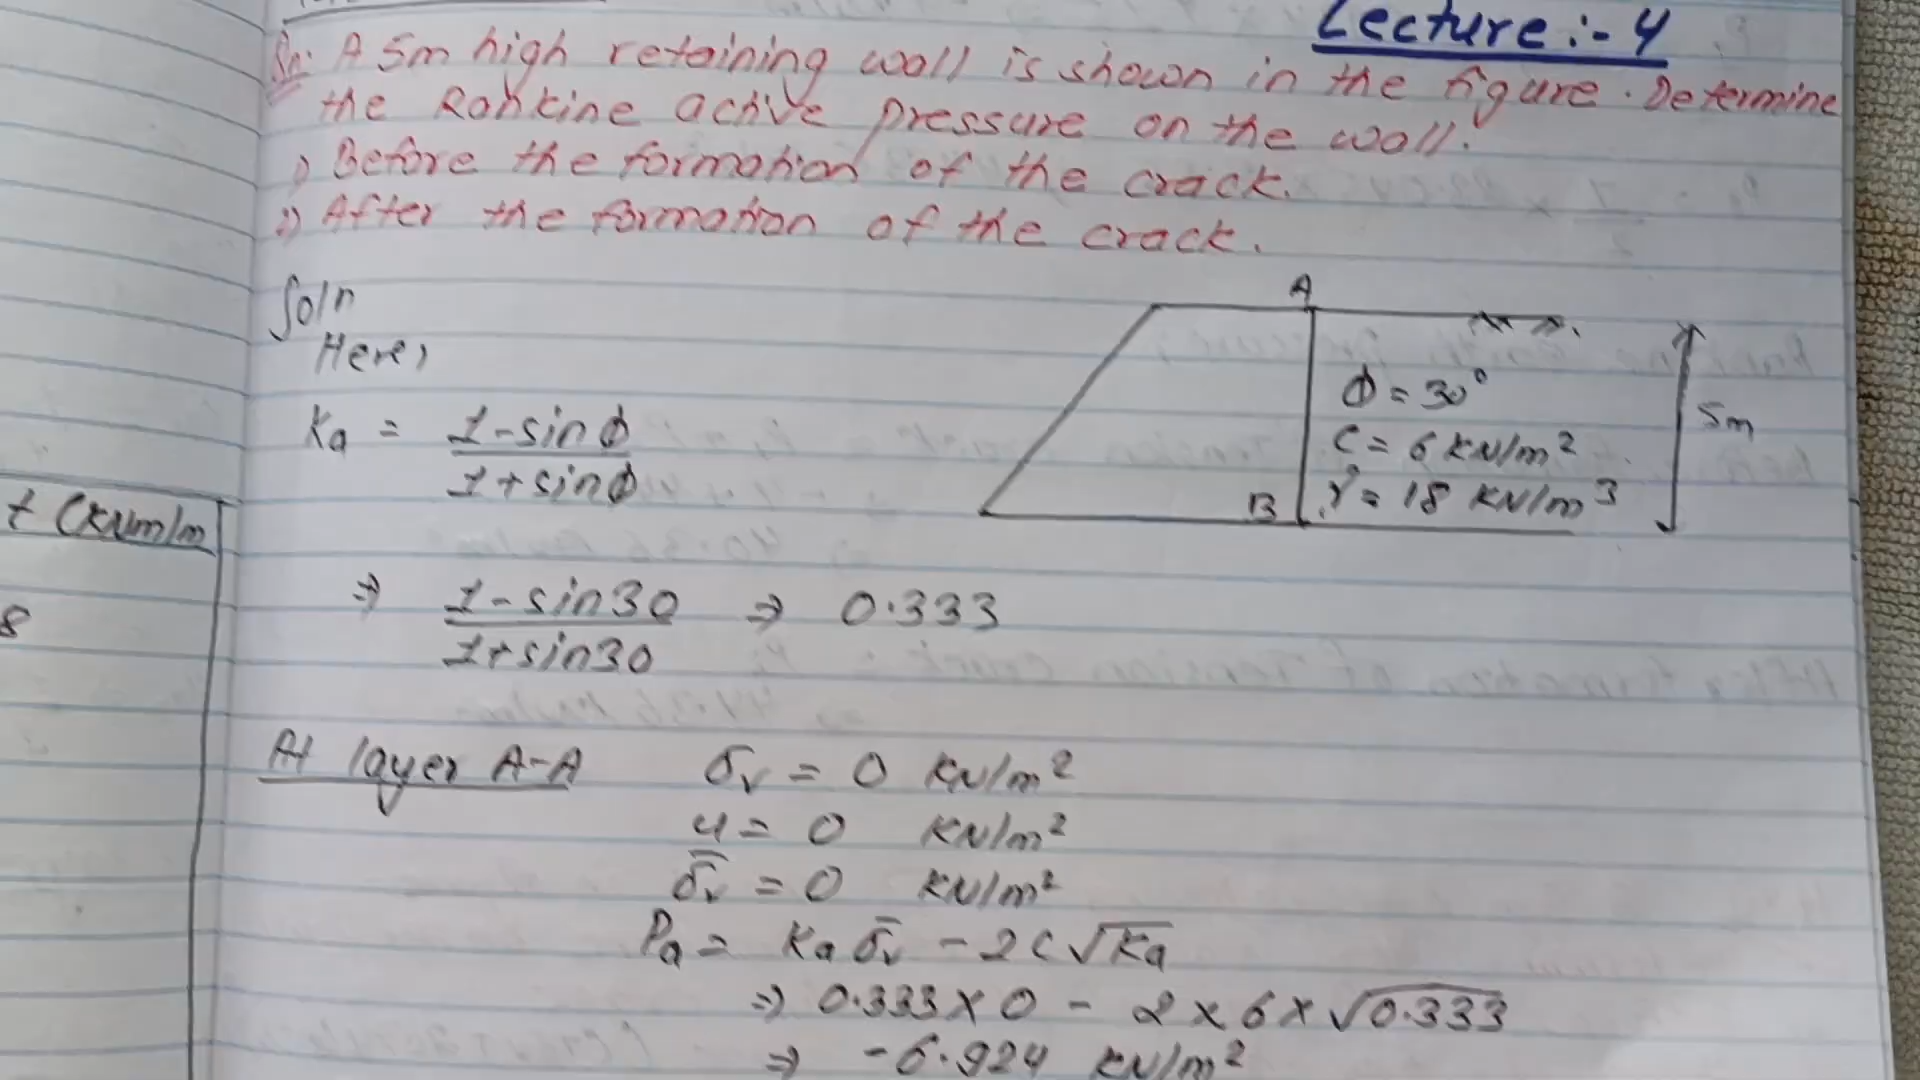 Lecture:- 4
Qn: A 5m high retaining wall is shown in the figure. Determine
the Rankine active pressure on the wall.
i) Before the formation of the crack.
ii) After the formation of the crack.
Soln
Here,
Ka = 1-sinϕ / 1+sinϕ
A
ϕ = 30°
C = 6 KN/m²
B γ = 18 KN/m³
5m
t (KNm/m
8
⇒ 1-sin30 / 1+sin30 ⇒ 0.333
At layer A-A σv = 0 KN/m²
u = 0 KN/m²
σ̄v = 0 KN/m²
Pa = Ka σ̄v - 2C√Ka
⇒ 0.333 × 0 - 2 × 6 × √0.333
⇒ -6.924 KN/m²